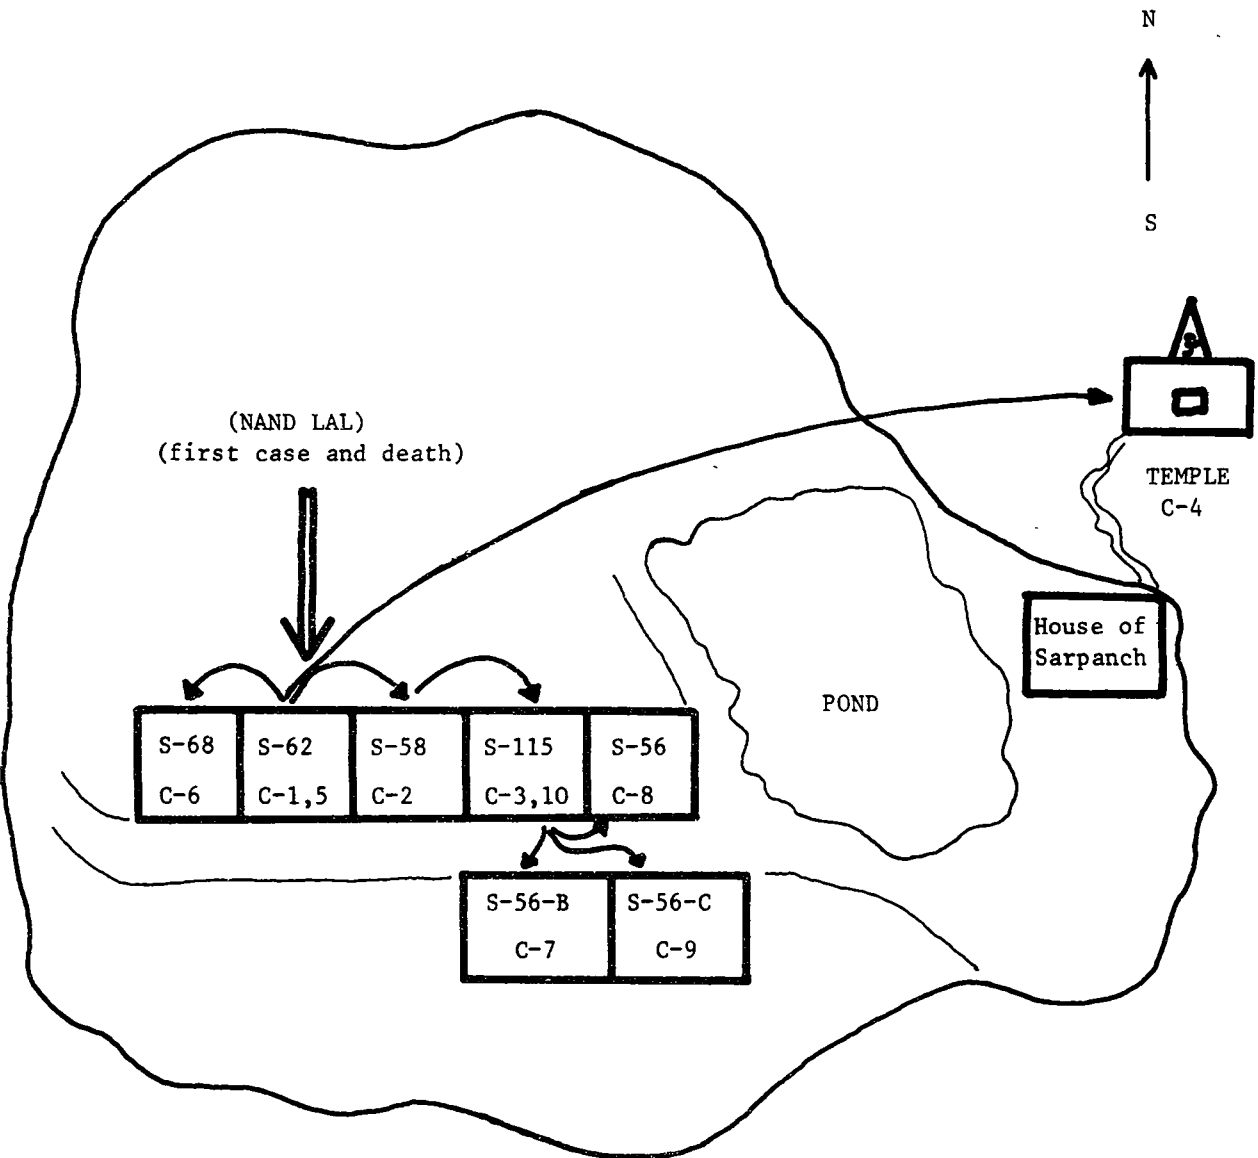 N
S
(NAND LAL)
(first case and death)
TEMPLE
C-4
House of
Sarpanch
POND
S-68
C-6
S-62
C-1,5
S-58
C-2
S-115
C-3,10
S-56
C-8
S-56-B
C-7
S-56-C
C-9